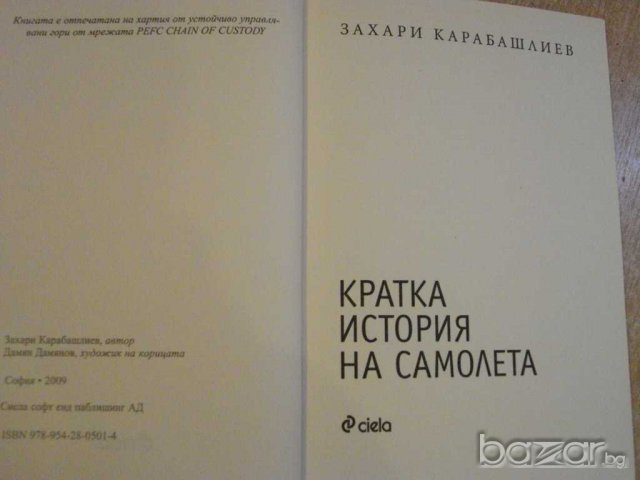 Книгата е отпечатана на хартия от устойчиво управля-
вани гори от мрежата PEFC CHAIN OF CUSTODY
Захари Карабашлиев, автор
Дамян Дамянов, художник на корицата
София • 2009
Сиела софт енд паблишинг АД
ISBN 978-954-28-0501-4
ЗАХАРИ КАРАБАШЛИЕВ
КРАТКА
ИСТОРИЯ
НА САМОЛЕТА
ciela
bazar.bg